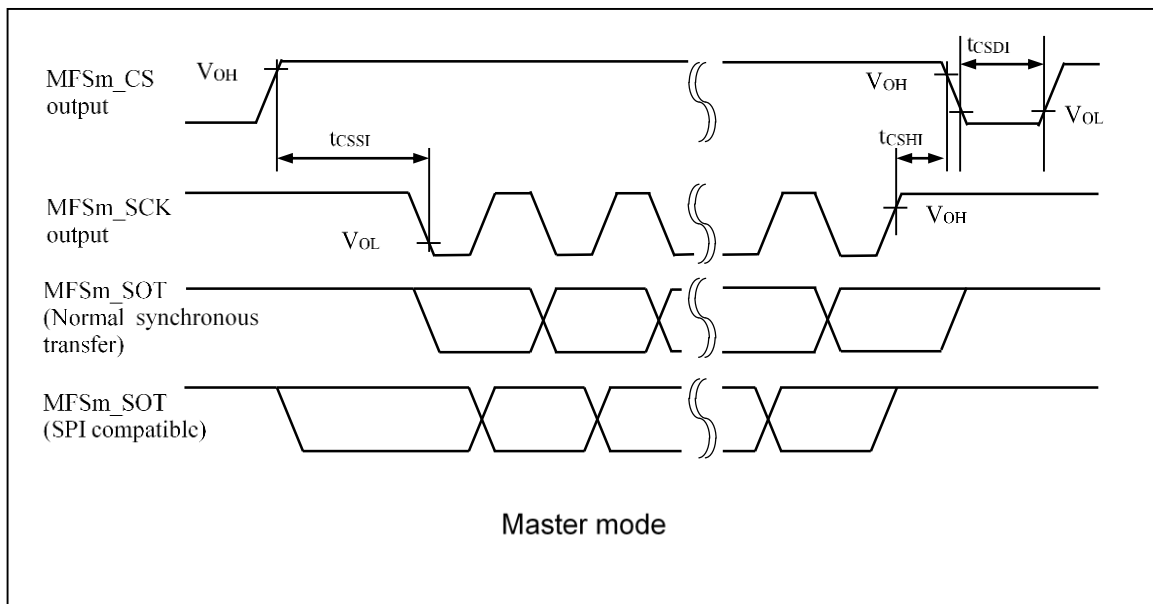 tCSDI
MFSm_CS
output
VOH
VOH
VOL
tCSSI
tCSHI
MFSm_SCK
output
VOL
VOH
MFSm_SOT
(Normal synchronous
transfer)
MFSm_SOT
(SPI compatible)
Master mode